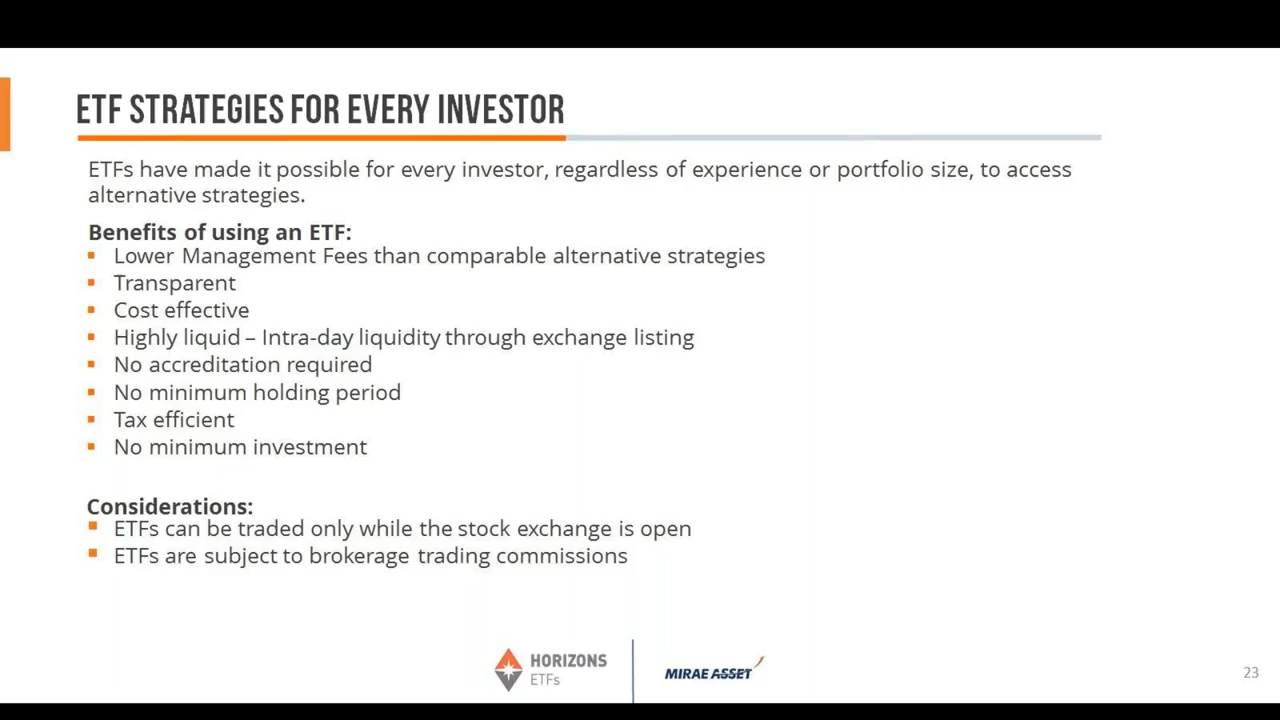 ETF STRATEGIES FOR EVERY INVESTOR
ETFs have made it possible for every investor, regardless of experience or portfolio size, to access
alternative strategies.
Benefits of using an ETF:
Lower Management Fees than comparable alternative strategies
Transparent
Cost effective
Highly liquid – Intra-day liquidity through exchange listing
No accreditation required
No minimum holding period
Tax efficient
No minimum investment
Considerations:
ETFs can be traded only while the stock exchange is open
ETFs are subject to brokerage trading commissions
HORIZONS
ETFs
MIRAE ASSET
23